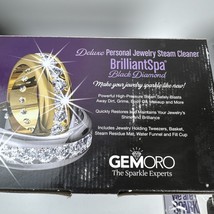 Deluxe Personal Jewelry Steam Cleaner
BrilliantSpa®
Black Diamond
Make your jewelry sparkle like new!
Powerful High-Pressure Steam Safely Blasts
Away Dirt, Grime, Body Oil, Makeup and More
Quickly Restores and Maintains Your Jewelry's
Shine and Brilliance
Includes Jewelry Holding Tweezers, Basket,
Steam Residue Mat, Water Funnel and Fill Cup
GEMORO
The Sparkle Experts